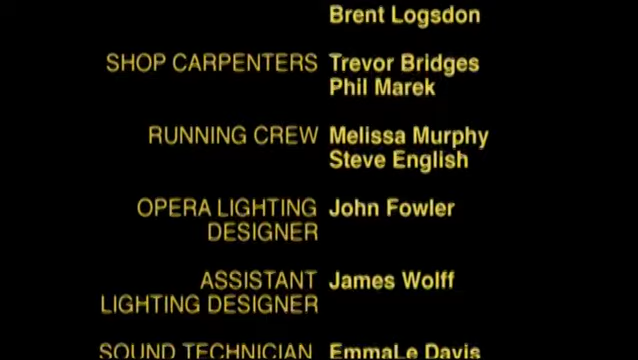 Brent Logsdon
SHOP CARPENTERS Trevor Bridges
Phil Marek
RUNNING CREW Melissa Murphy
Steve English
OPERA LIGHTING John Fowler
DESIGNER
ASSISTANT James Wolff
LIGHTING DESIGNER
SOUND TECHNICIAN EmmaLe Davis